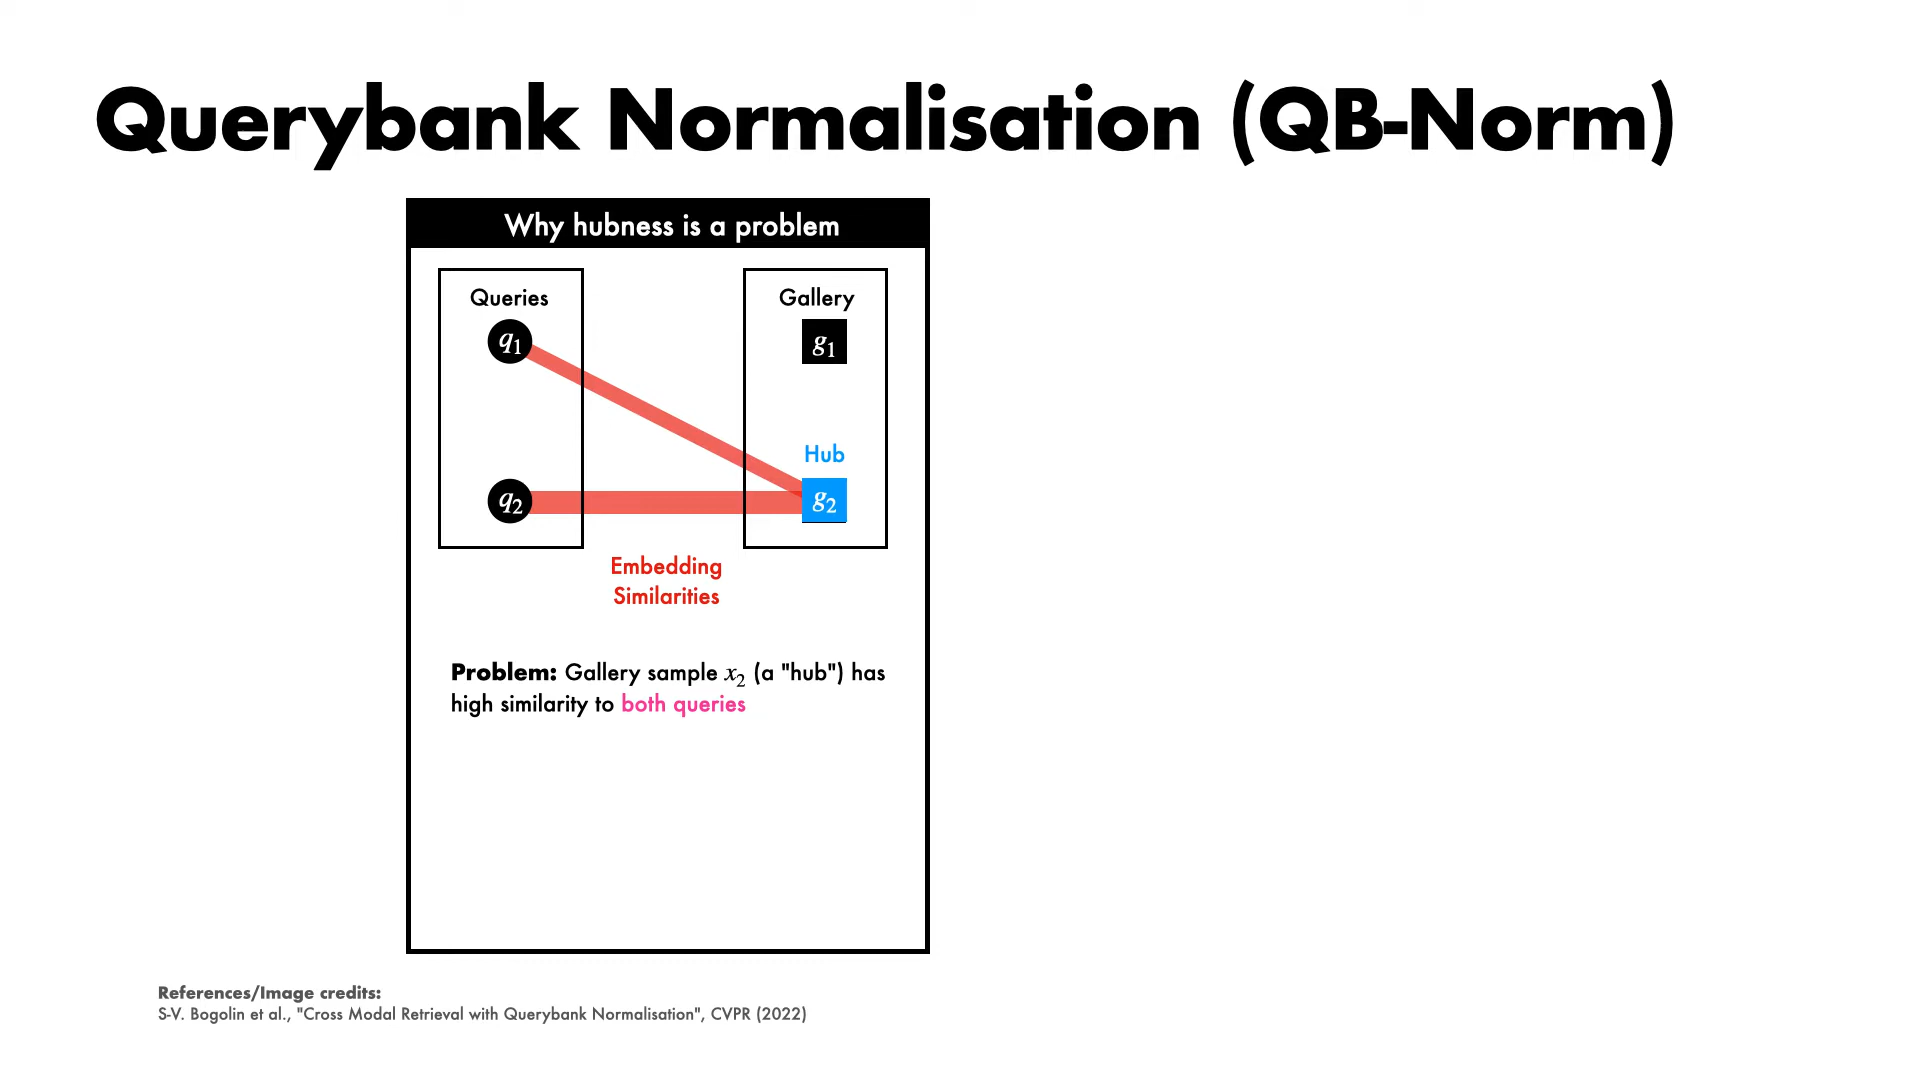 Querybank Normalisation (QB-Norm)
Why hubness is a problem
Queries
Gallery
q1
g1
Hub
q2
g2
Embedding
Similarities
Problem: Gallery sample x2 (a "hub") has
high similarity to both queries
References/Image credits:
S-V. Bogolin et al., "Cross Modal Retrieval with Querybank Normalisation", CVPR (2022)